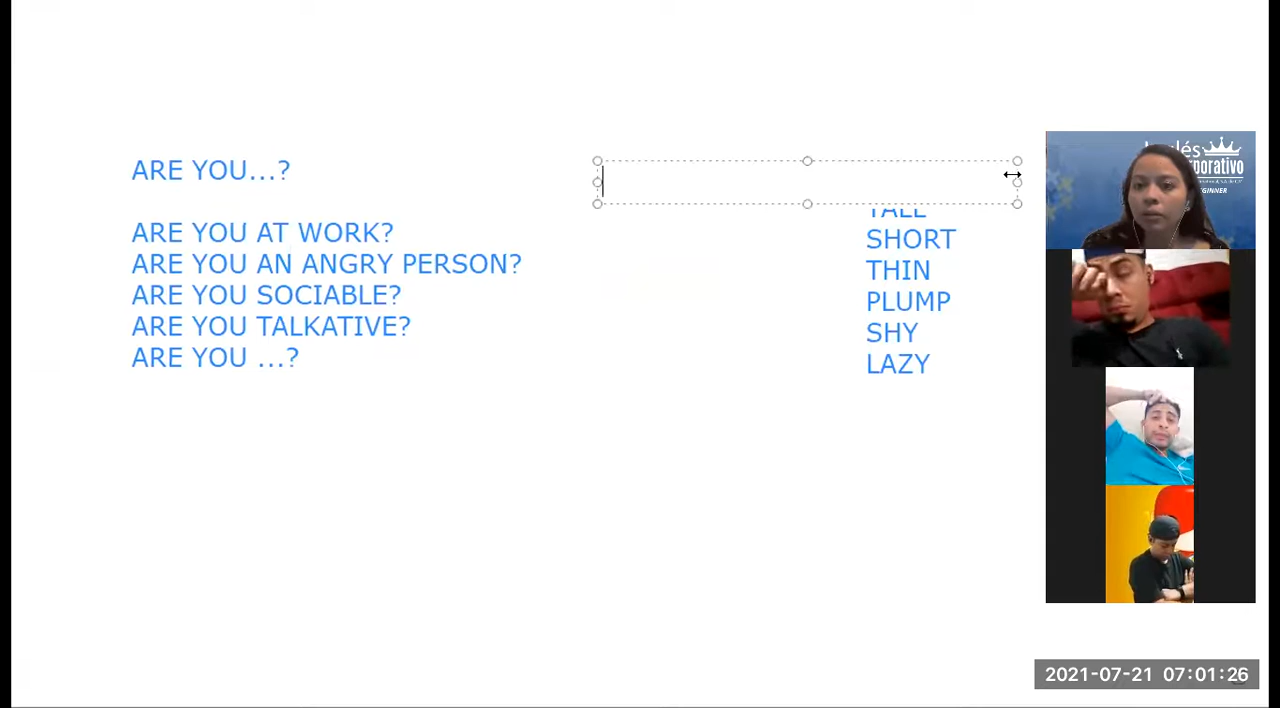 ARE YOU...?
ARE YOU AT WORK?
ARE YOU AN ANGRY PERSON?
ARE YOU SOCIABLE?
ARE YOU TALKATIVE?
ARE YOU ...?
TALL
SHORT
THIN
PLUMP
SHY
LAZY
2021-07-21 07:01:26